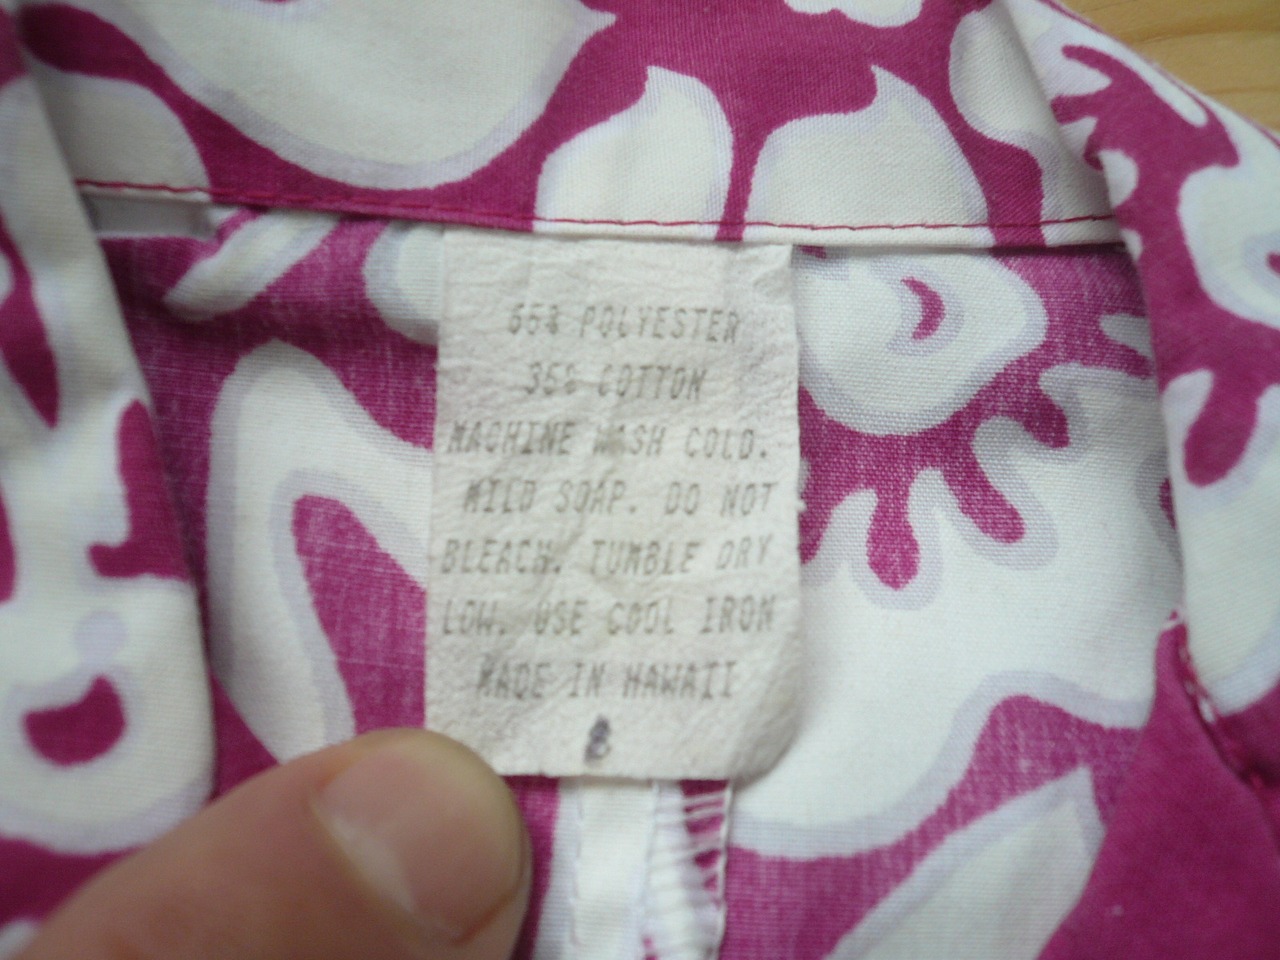 65% POLYESTER
35% COTTON
MACHINE WASH COLD.
MILD SOAP. DO NOT
BLEACH. TUMBLE DRY
LOW. USE COOL IRON
MADE IN HAWAII
8